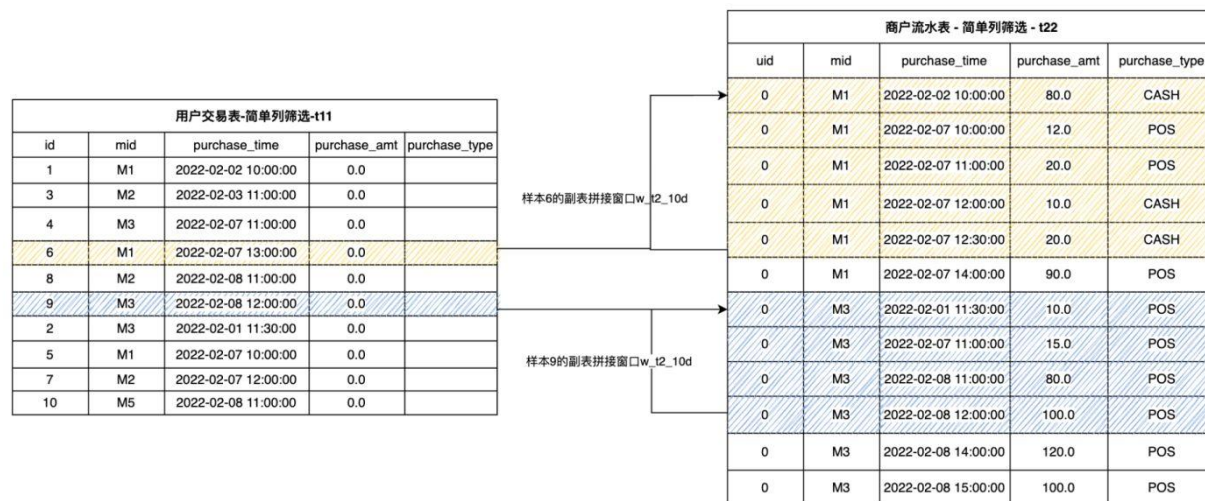 用户交易表-简单列筛选-t11
id mid purchase_time purchase_amt purchase_type
1 M1 2022-02-02 10:00:00 0.0
3 M2 2022-02-03 11:00:00 0.0
4 M3 2022-02-07 11:00:00 0.0
6 M1 2022-02-07 13:00:00 0.0
8 M2 2022-02-08 11:00:00 0.0
9 M3 2022-02-08 12:00:00 0.0
2 M3 2022-02-01 11:30:00 0.0
5 M1 2022-02-07 10:00:00 0.0
7 M2 2022-02-07 12:00:00 0.0
10 M5 2022-02-08 11:00:00 0.0
样本6的副表拼接窗口w_t2_10d
样本9的副表拼接窗口w_t2_10d
商户流水表 - 简单列筛选 - t22
uid mid purchase_time purchase_amt purchase_type
0 M1 2022-02-02 10:00:00 80.0 CASH
0 M1 2022-02-07 10:00:00 12.0 POS
0 M1 2022-02-07 11:00:00 20.0 POS
0 M1 2022-02-07 12:00:00 10.0 CASH
0 M1 2022-02-07 12:30:00 20.0 CASH
0 M1 2022-02-07 14:00:00 90.0 POS
0 M3 2022-02-01 11:30:00 10.0 POS
0 M3 2022-02-07 11:00:00 15.0 POS
0 M3 2022-02-08 11:00:00 80.0 POS
0 M3 2022-02-08 12:00:00 100.0 POS
0 M3 2022-02-08 14:00:00 120.0 POS
0 M3 2022-02-08 15:00:00 100.0 POS